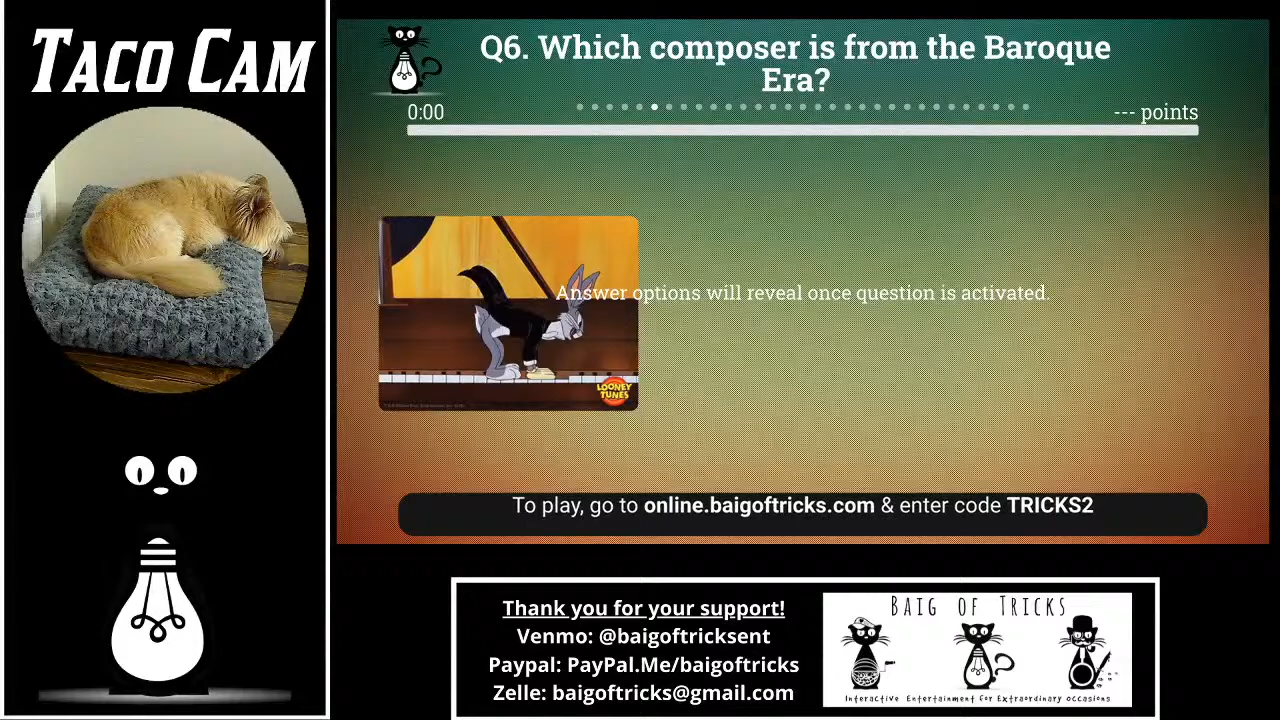 TACO CAM
Q6. Which composer is from the Baroque
Era?
0:00
--- points
Answer options will reveal once question is activated.
LOONEY
TUNES
To play, go to online.baigoftricks.com & enter code TRICKS2
Thank you for your support!
Venmo: @baigoftricksent
Paypal: PayPal.Me/baigoftricks
Zelle: baigoftricks@gmail.com
BAIG OF TRICKS
Interactive Entertainment for Extraordinary occasions